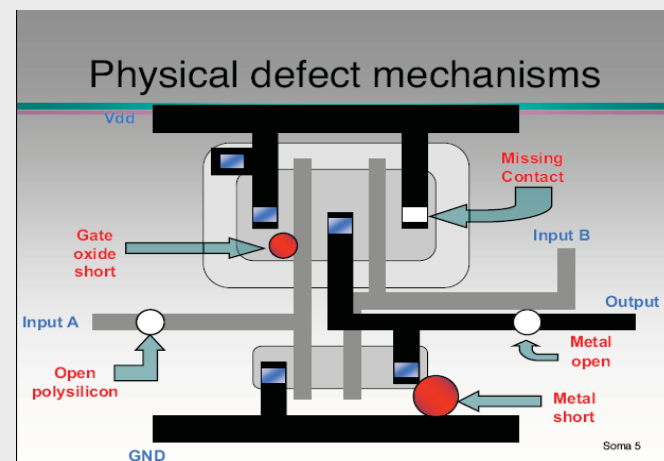 Physical defect mechanisms
Vdd
Missing
Contact
Gate
oxide
short
Input B
Input A
Output
Open
polysilicon
Metal
open
Metal
short
GND
Soma 5